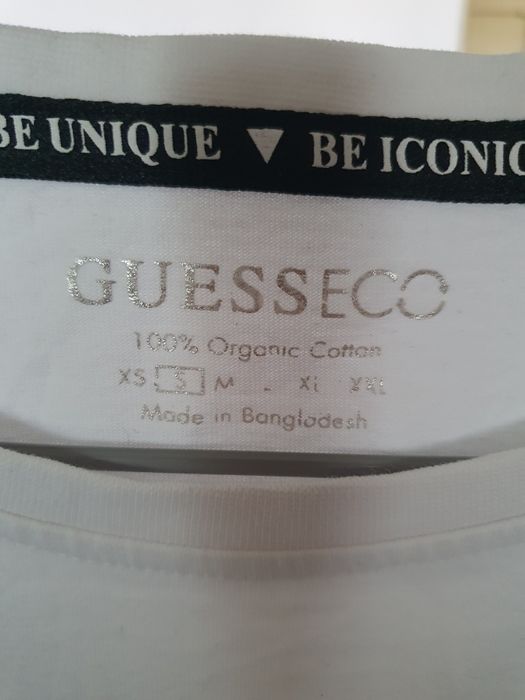 BE UNIQUE ▼ BE ICONIC
GUESSECO
100% Organic Cotton
XS S M - XL XXL
Made in Bangladesh